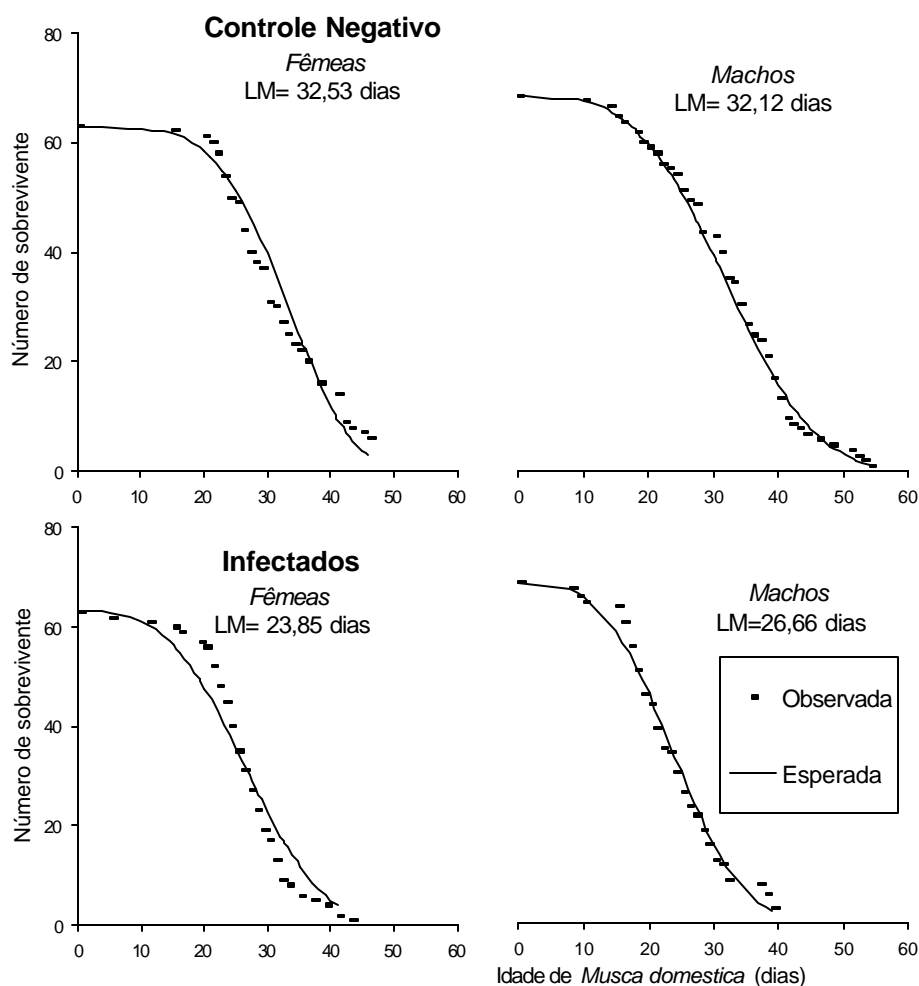 Controle Negativo
Fêmeas
LM= 32,53 dias
Machos
LM= 32,12 dias
Número de sobrevivente
80
60
40
20
0
0 10 20 30 40 50 60
0 10 20 30 40 50 60
Infectados
Fêmeas
LM= 23,85 dias
Machos
LM=26,66 dias
Observada
Esperada
Número de sobrevivente
80
60
40
20
0
0 10 20 30 40 50 60
0 10 20 30 40 50 60
Idade de Musca domestica (dias)